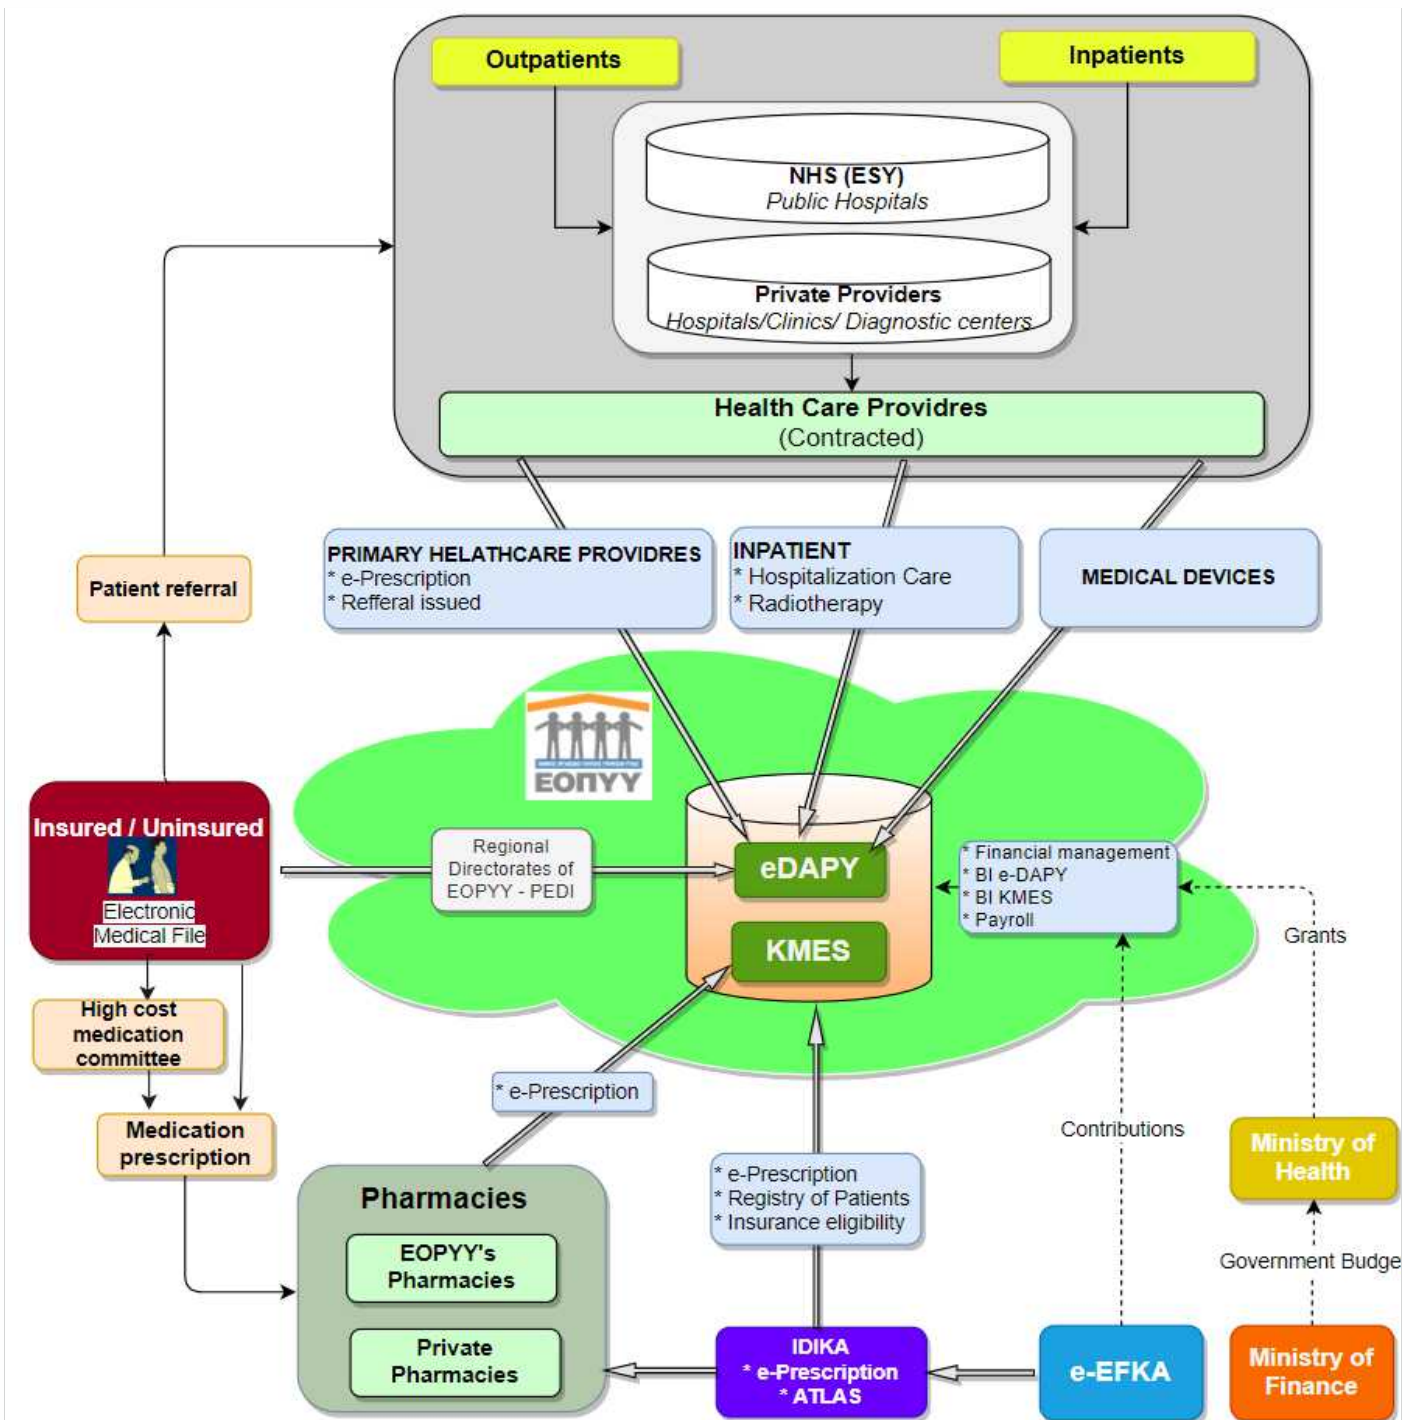 Outpatients
Inpatients
NHS (ESY)
Public Hospitals
Private Providers
Hospitals/Clinics/ Diagnostic centers
Health Care Providres
(Contracted)
PRIMARY HELATHCARE PROVIDRES
* e-Prescription
* Refferal issued
INPATIENT
* Hospitalization Care
* Radiotherapy
MEDICAL DEVICES
Patient referral
ΕΟΠΥΥ
Insured / Uninsured
Electronic
Medical File
Regional
Directorates of
EOPYY - PEDI
eDAPY
KMES
* Financial management
* BI e-DAPY
* BI KMES
* Payroll
Grants
High cost
medication
committee
* e-Prescription
Medication
prescription
Contributions
Ministry of
Health
* e-Prescription
* Registry of Patients
* Insurance eligibility
Pharmacies
EOPYY's
Pharmacies
Private
Pharmacies
Government Budge
IDIKA
* e-Prescription
* ATLAS
e-EFKA
Ministry of
Finance